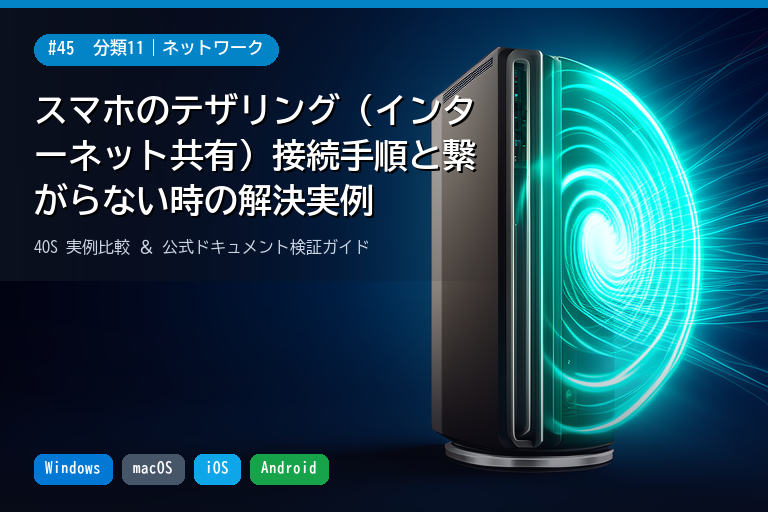 #45 分類11｜ネットワーク
スマホのテザリング（インタ
ーネット共有）接続手順と繋
がらない時の解決実例
4OS 実例比較 ＆ 公式ドキュメント検証ガイド
Windows macOS iOS Android